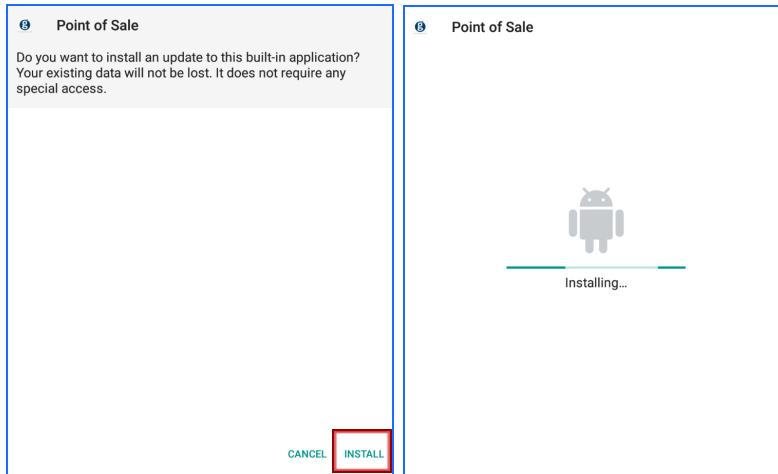 g
Point of Sale
Do you want to install an update to this built-in application?
Your existing data will not be lost. It does not require any
special access.
CANCEL INSTALL
g
Point of Sale
Installing...